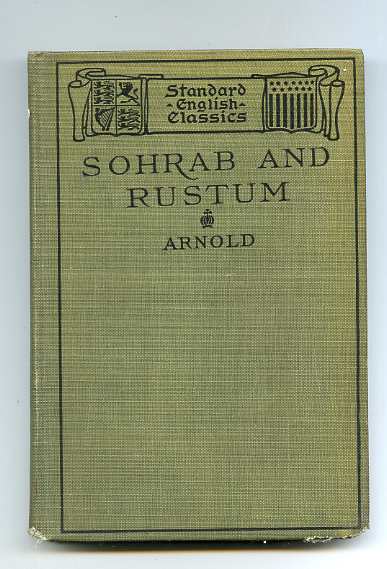 Standard
English
Classics
SOHRAB AND
RUSTUM
ARNOLD